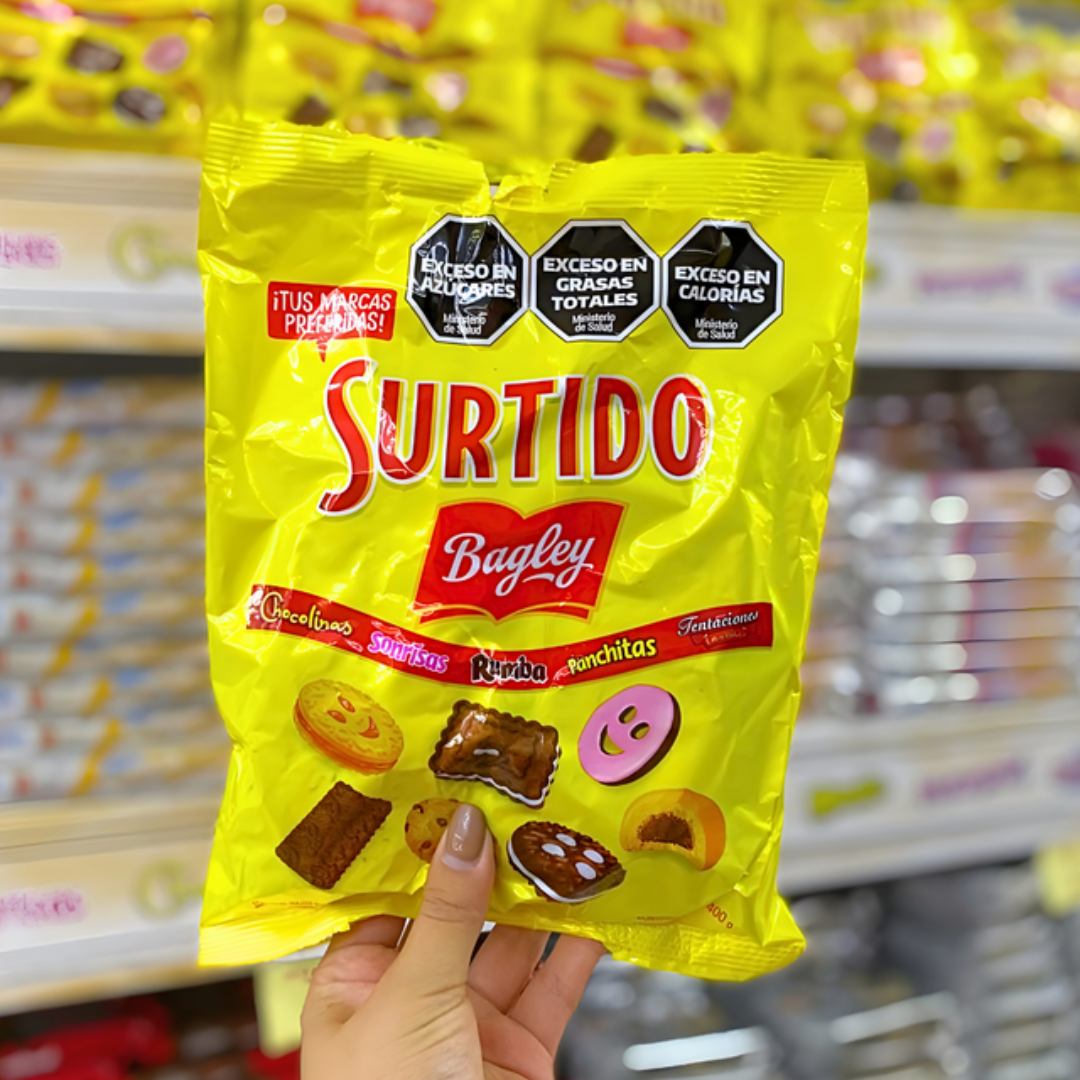 EXCESO EN
AZÚCARES
Ministerio
de Salud
EXCESO EN
GRASAS
TOTALES
Ministerio
de Salud
EXCESO EN
CALORÍAS
Ministerio
de Salud
¡TUS MARCAS
PREFERIDAS!
SURTIDO
Bagley
Chocolinas
Sonrisas
Rumba
Panchitas
Tentaciones
400 g